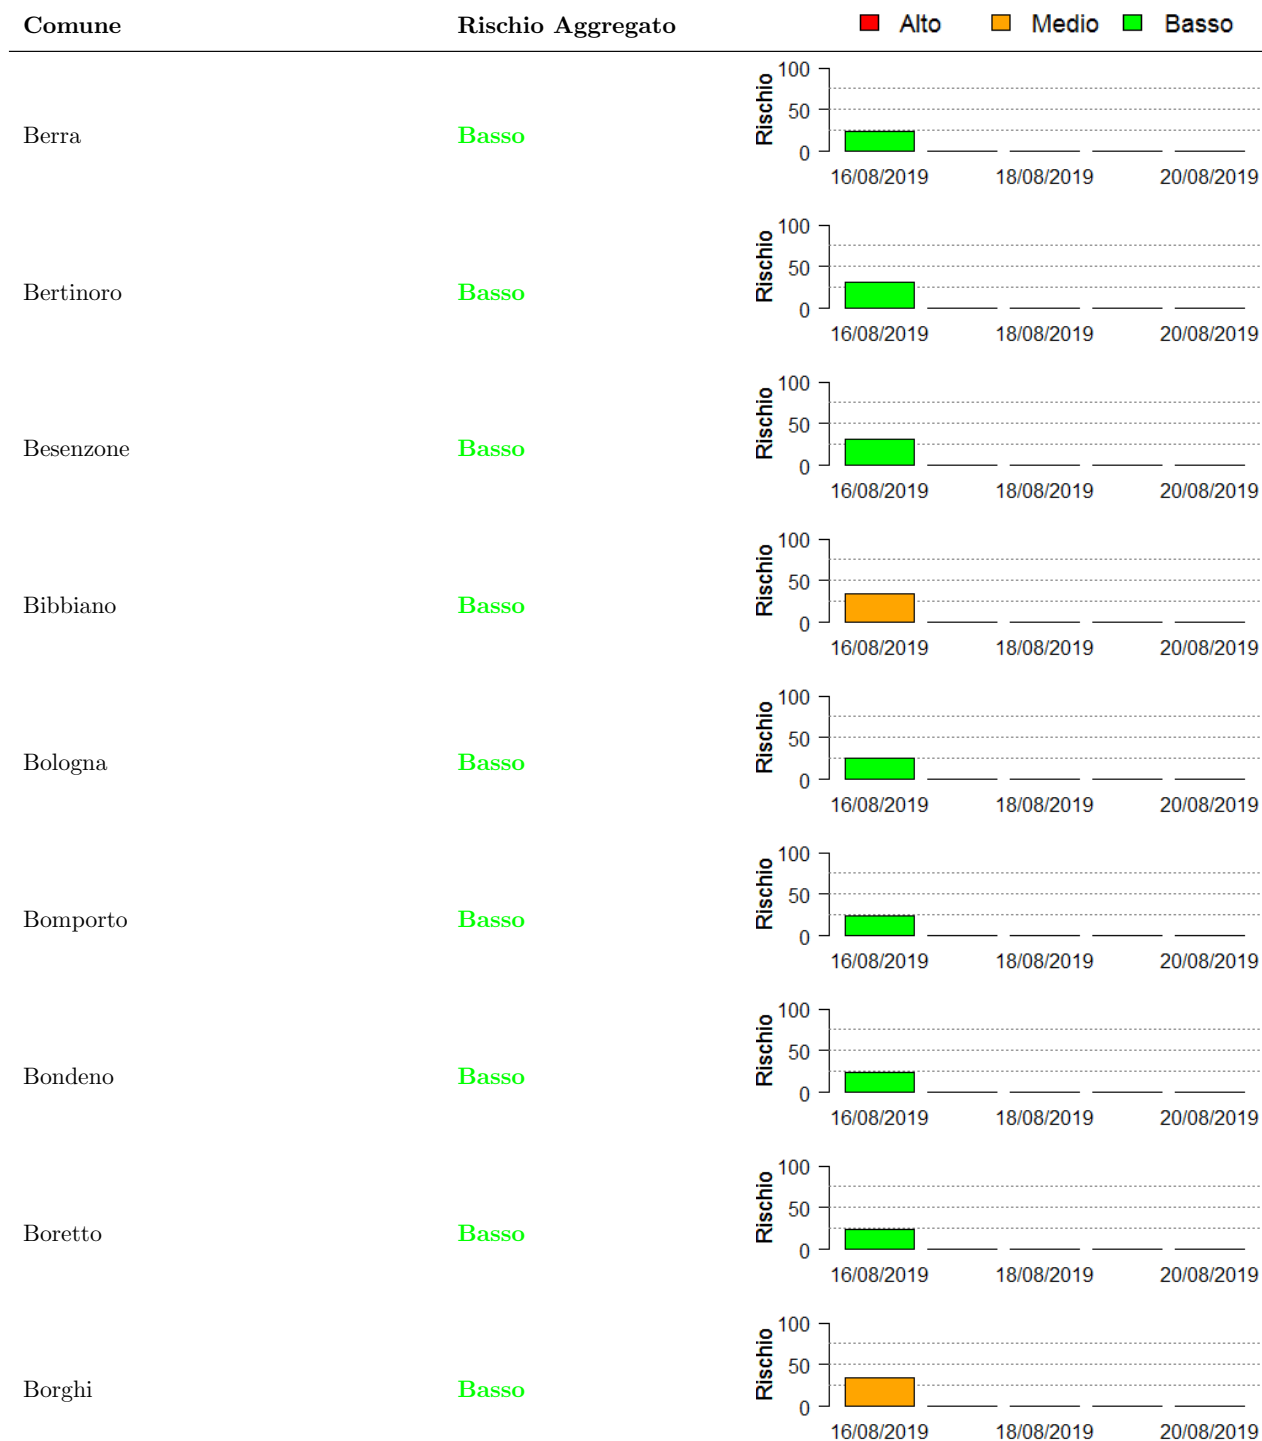 Comune Rischio Aggregato Alto Medio Basso
Berra Basso Rischio 100 50 0
16/08/2019 18/08/2019 20/08/2019
Bertinoro Basso Rischio 100 50 0
16/08/2019 18/08/2019 20/08/2019
Besenzone Basso Rischio 100 50 0
16/08/2019 18/08/2019 20/08/2019
Bibbiano Basso Rischio 100 50 0
16/08/2019 18/08/2019 20/08/2019
Bologna Basso Rischio 100 50 0
16/08/2019 18/08/2019 20/08/2019
Bomporto Basso Rischio 100 50 0
16/08/2019 18/08/2019 20/08/2019
Bondeno Basso Rischio 100 50 0
16/08/2019 18/08/2019 20/08/2019
Boretto Basso Rischio 100 50 0
16/08/2019 18/08/2019 20/08/2019
Borghi Basso Rischio 100 50 0
16/08/2019 18/08/2019 20/08/2019